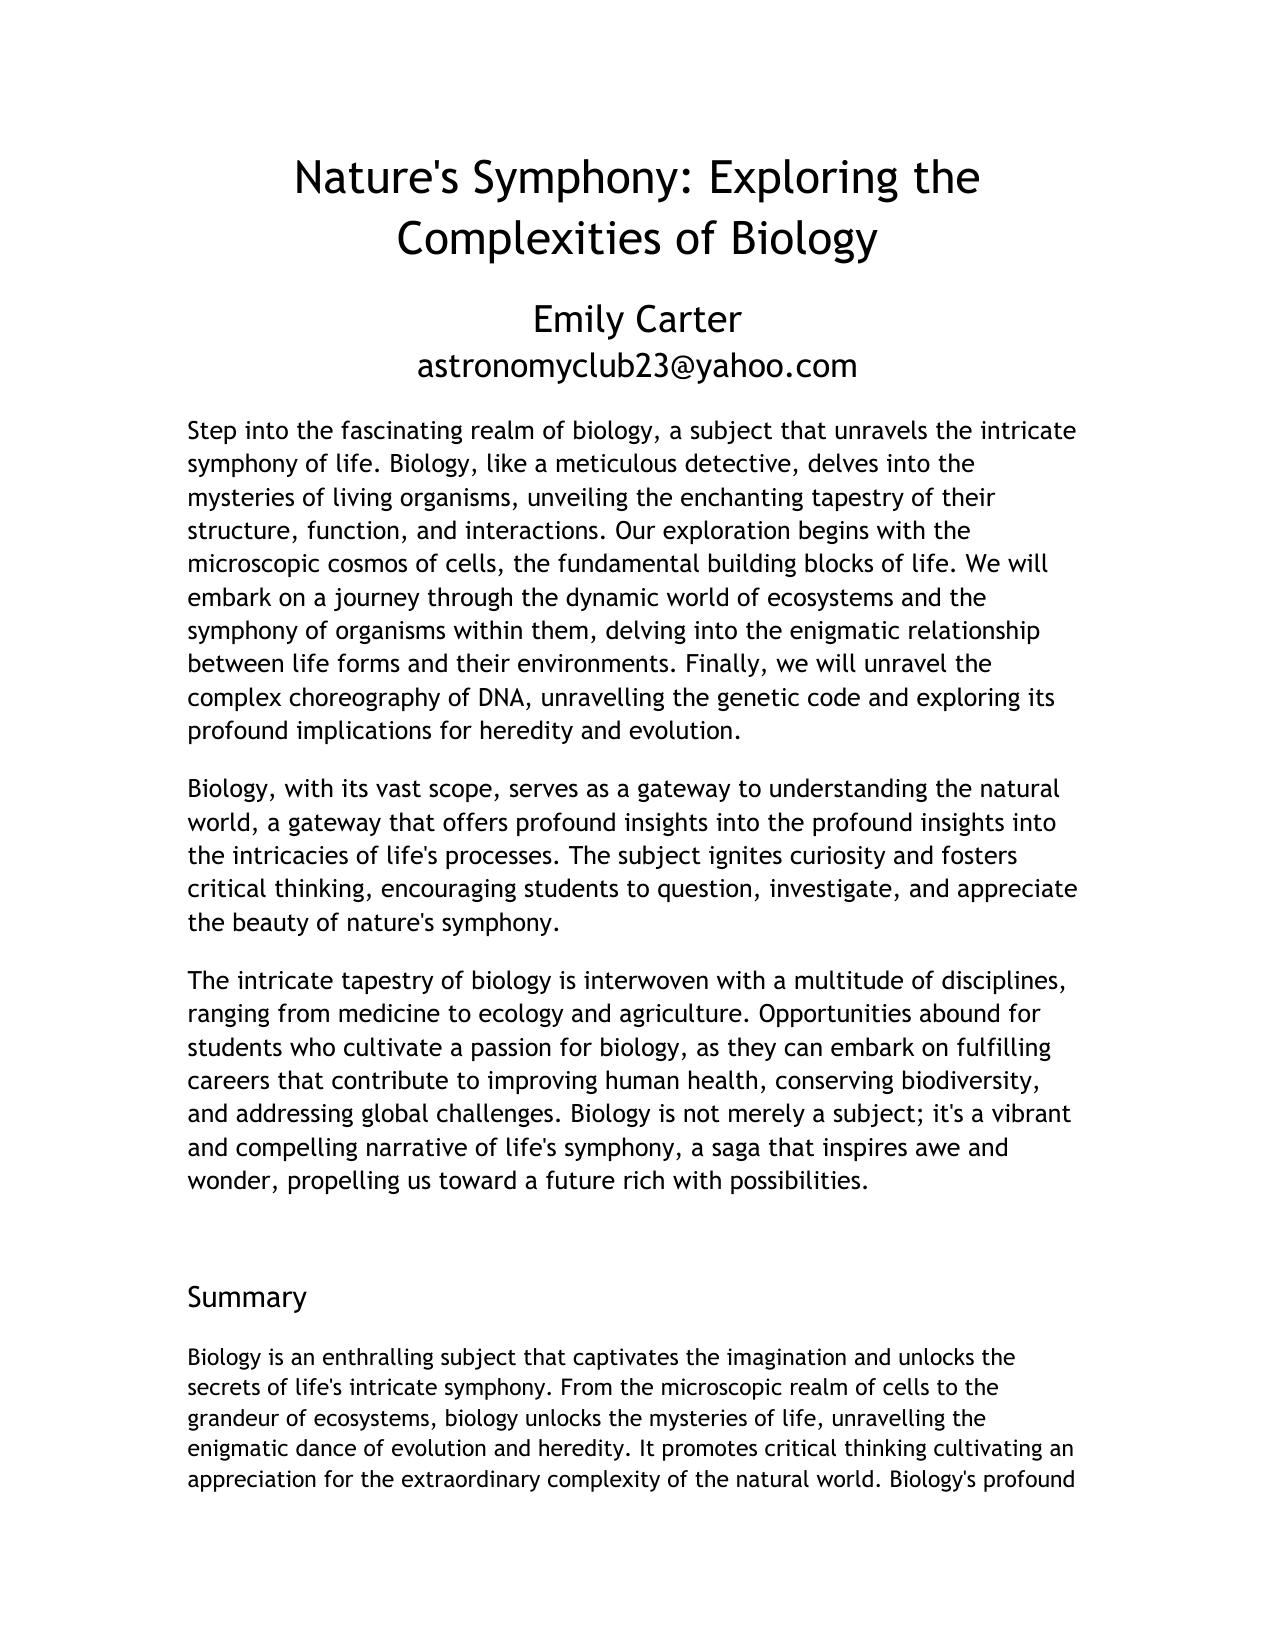 Nature's Symphony: Exploring the
Complexities of Biology
Emily Carter
astronomyclub23@yahoo.com
Step into the fascinating realm of biology, a subject that unravels the intricate
symphony of life. Biology, like a meticulous detective, delves into the
mysteries of living organisms, unveiling the enchanting tapestry of their
structure, function, and interactions. Our exploration begins with the
microscopic cosmos of cells, the fundamental building blocks of life. We will
embark on a journey through the dynamic world of ecosystems and the
symphony of organisms within them, delving into the enigmatic relationship
between life forms and their environments. Finally, we will unravel the
complex choreography of DNA, unravelling the genetic code and exploring its
profound implications for heredity and evolution.
Biology, with its vast scope, serves as a gateway to understanding the natural
world, a gateway that offers profound insights into the profound insights into
the intricacies of life's processes. The subject ignites curiosity and fosters
critical thinking, encouraging students to question, investigate, and appreciate
the beauty of nature's symphony.
The intricate tapestry of biology is interwoven with a multitude of disciplines,
ranging from medicine to ecology and agriculture. Opportunities abound for
students who cultivate a passion for biology, as they can embark on fulfilling
careers that contribute to improving human health, conserving biodiversity,
and addressing global challenges. Biology is not merely a subject; it's a vibrant
and compelling narrative of life's symphony, a saga that inspires awe and
wonder, propelling us toward a future rich with possibilities.
Summary
Biology is an enthralling subject that captivates the imagination and unlocks the
secrets of life's intricate symphony. From the microscopic realm of cells to the
grandeur of ecosystems, biology unlocks the mysteries of life, unravelling the
enigmatic dance of evolution and heredity. It promotes critical thinking cultivating an
appreciation for the extraordinary complexity of the natural world. Biology's profound